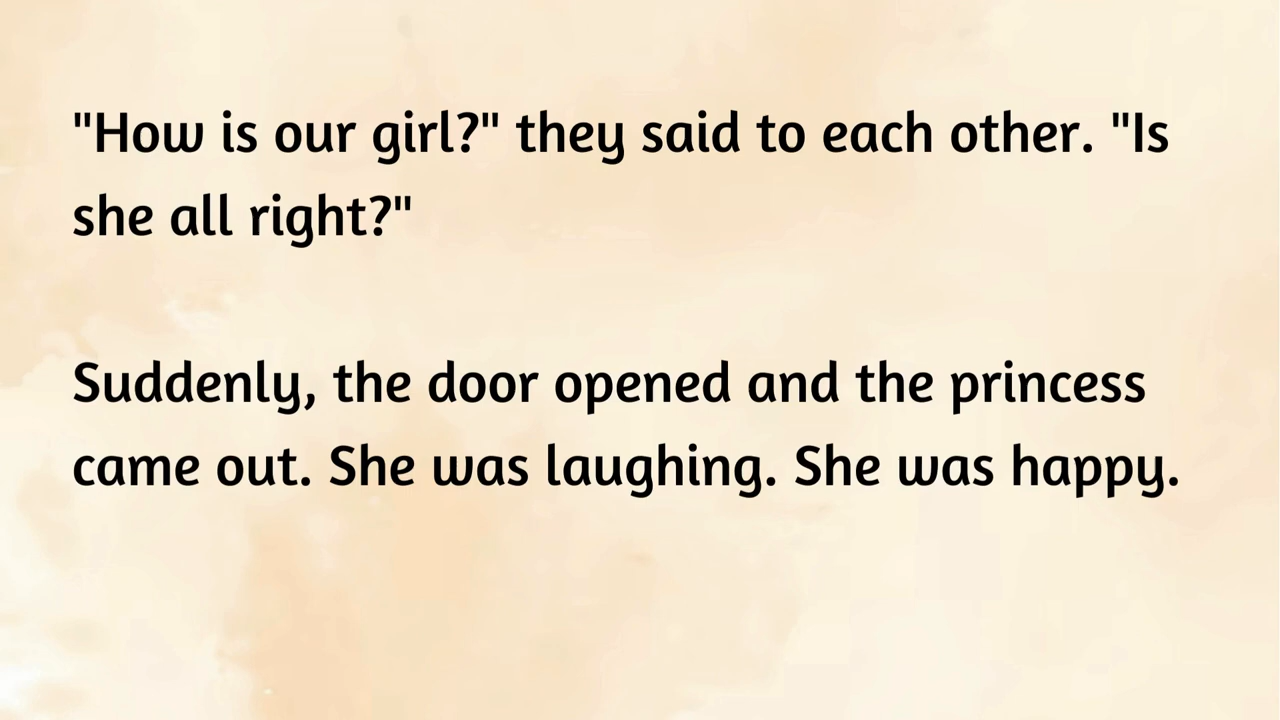 "How is our girl?" they said to each other. "Is
she all right?"
Suddenly, the door opened and the princess
came out. She was laughing. She was happy.